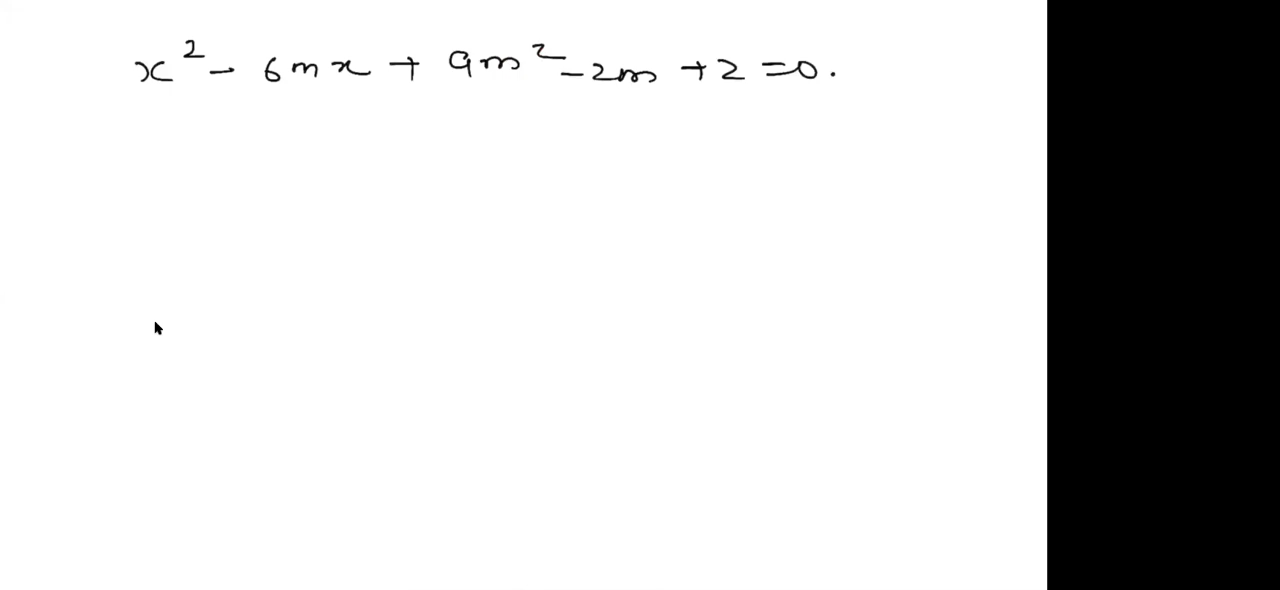 x² - 6mx + 9m² - 2m + 2 = 0.